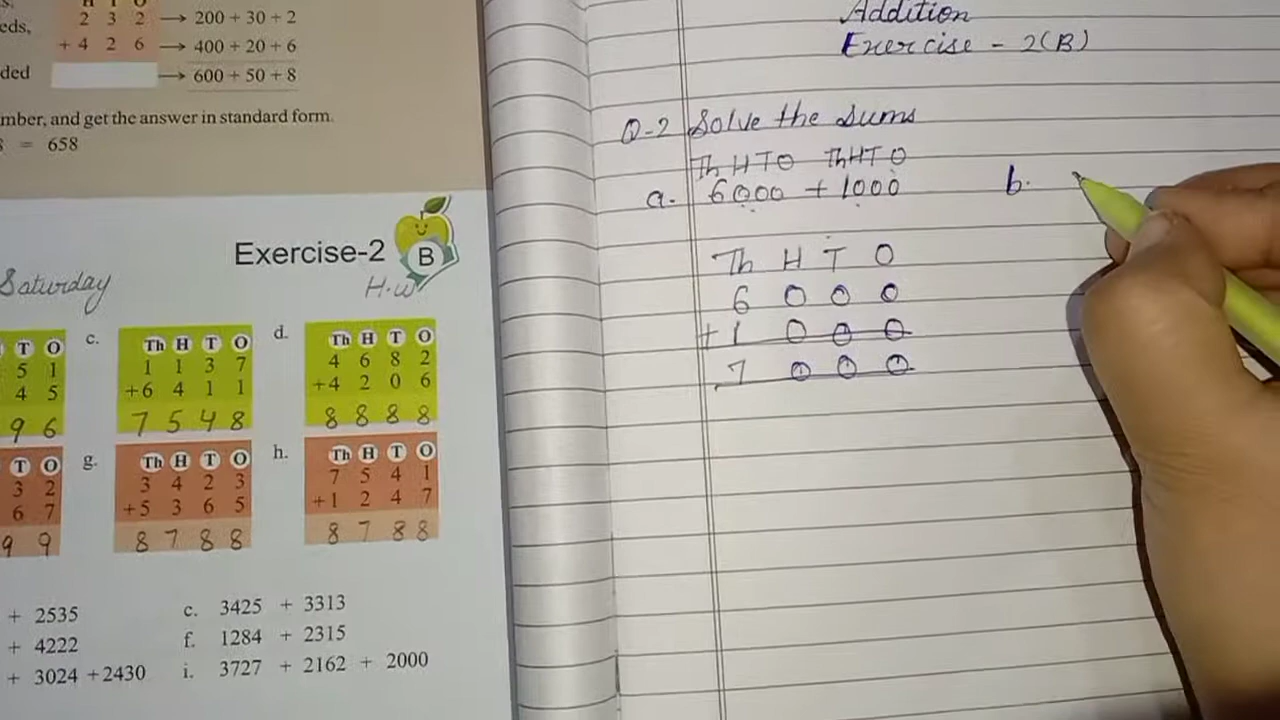 H T O
2 3 2 → 200 + 30 + 2
eds,
+ 4 2 6 → 400 + 20 + 6
ded → 600 + 50 + 8
mber, and get the answer in standard form.
= 658
Exercise-2 B
Saturday H.w
T O
5 1
4 5
9 6
c. Th H T O
1 1 3 7
+6 4 1 1
7 5 4 8
d. Th H T O
4 6 8 2
+4 2 0 6
8 8 8 8
T O
3 2
6 7
9 9
g. Th H T O
3 4 2 3
+5 3 6 5
8 7 8 8
h. Th H T O
7 5 4 1
+1 2 4 7
8 7 8 8
+ 2535 c. 3425 + 3313
+ 4222 f. 1284 + 2315
+ 3024 +2430 i. 3727 + 2162 + 2000
Addition
Exercise - 2(B)
Q-2 Solve the Sums
Th H T O Th H T O
a. 6000 + 1000 b.
Th H T O
6 0 0 0
+ 1 0 0 0
7 0 0 0